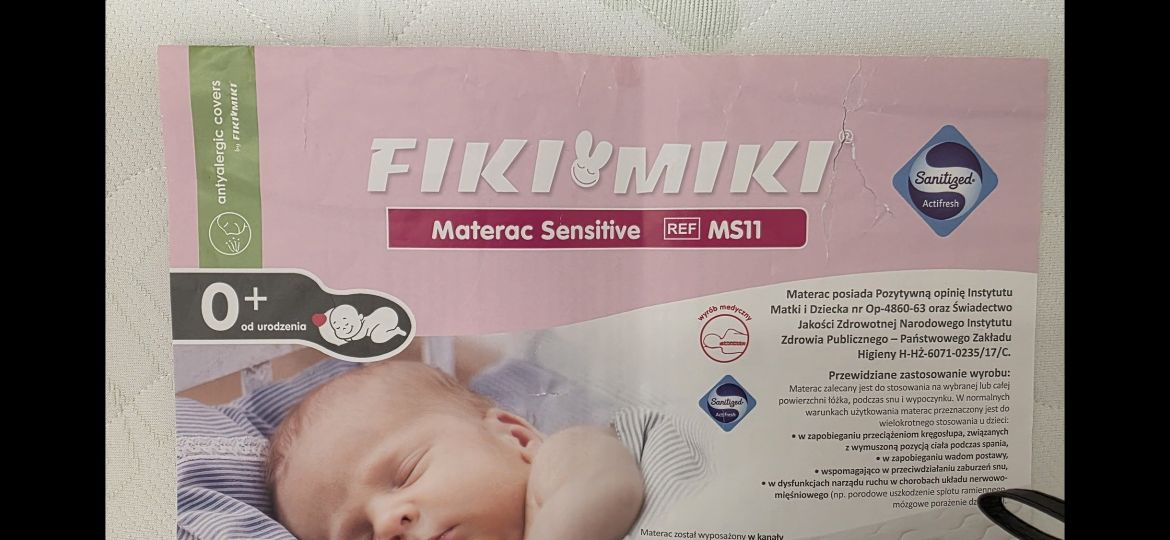 antyalergic covers
by FIKI MIKI
FIKI MIKI®
Materac Sensitive REF MS11
Sanitized®
Actifresh
0+
od urodzenia
wyrób medyczny
Materac posiada Pozytywną opinię Instytutu
Matki i Dziecka nr Op-4860-63 oraz Świadectwo
Jakości Zdrowotnej Narodowego Instytutu
Zdrowia Publicznego – Państwowego Zakładu
Higieny H-HŻ-6071-0235/17/C.
Sanitized
Actifresh
Przewidziane zastosowanie wyrobu:
Materac zalecany jest do stosowania na wybranej lub całej
powierzchni łóżka, podczas snu i wypoczynku. W normalnych
warunkach użytkowania materac przeznaczony jest do
wielokrotnego stosowania u dzieci:
• w zapobieganiu przeciążeniom kręgosłupa, związanych
z wymuszoną pozycją ciała podczas spania,
• w zapobieganiu wadom postawy,
• wspomagająco w przeciwdziałaniu zaburzeń snu,
• w dysfunkcjach narządu ruchu w chorobach układu nerwowo-
mięśniowego (np. porodowe uszkodzenie splotu ramiennego,
mózgowe porażenie
Materac został wyposażony w kanały